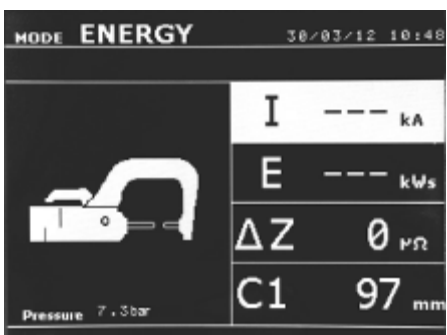 MODE ENERGY 30/03/12 10:48
I --- kA
E --- kWs
ΔZ 0 µΩ
C1 97 mm
Pressure 7.3bar